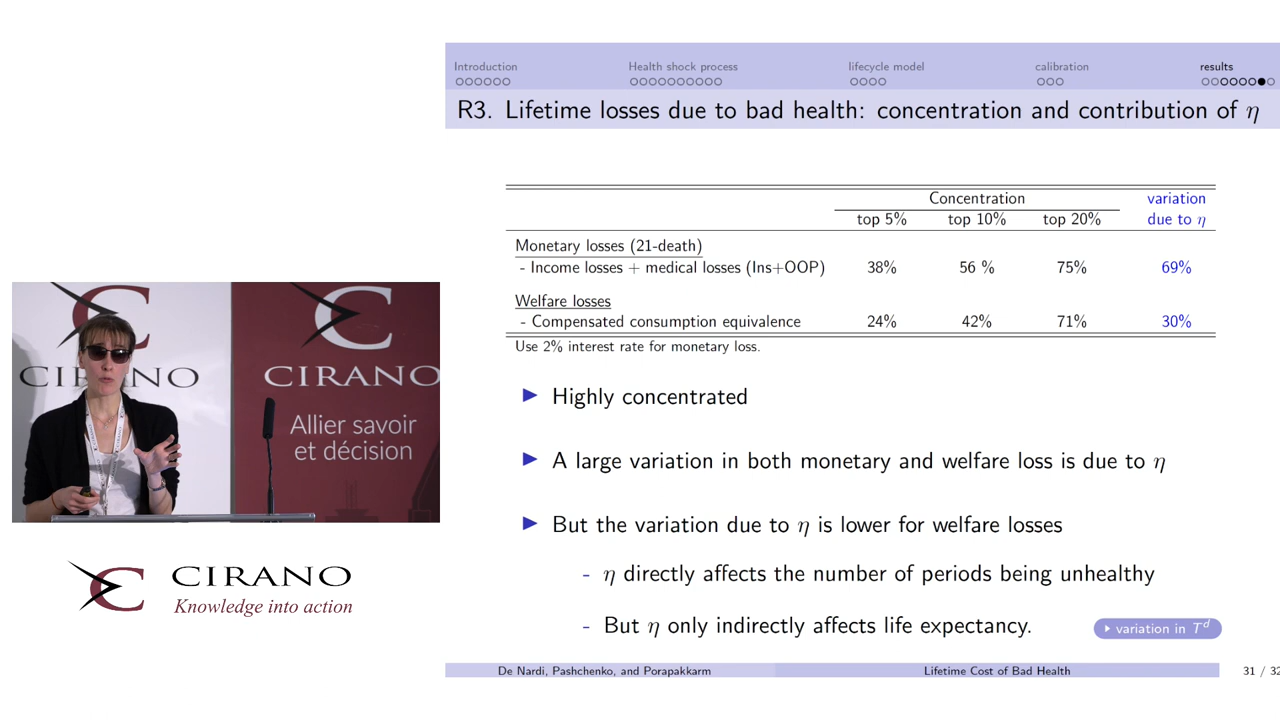 Introduction
Health shock process
lifecycle model
calibration
results
R3. Lifetime losses due to bad health: concentration and contribution of η
Concentration
variation
top 5%
top 10%
top 20%
due to η
Monetary losses (21-death)
- Income losses + medical losses (Ins+OOP)
38%
56 %
75%
69%
Welfare losses
- Compensated consumption equivalence
24%
42%
71%
30%
Use 2% interest rate for monetary loss.
Highly concentrated
A large variation in both monetary and welfare loss is due to η
But the variation due to η is lower for welfare losses
- η directly affects the number of periods being unhealthy
- But η only indirectly affects life expectancy.
variation in Tᵈ
De Nardi, Pashchenko, and Porapakkarm
Lifetime Cost of Bad Health
31 / 32
CIRANO
CIRANO
Allier savoir
et décision
CIRANO
Knowledge into action